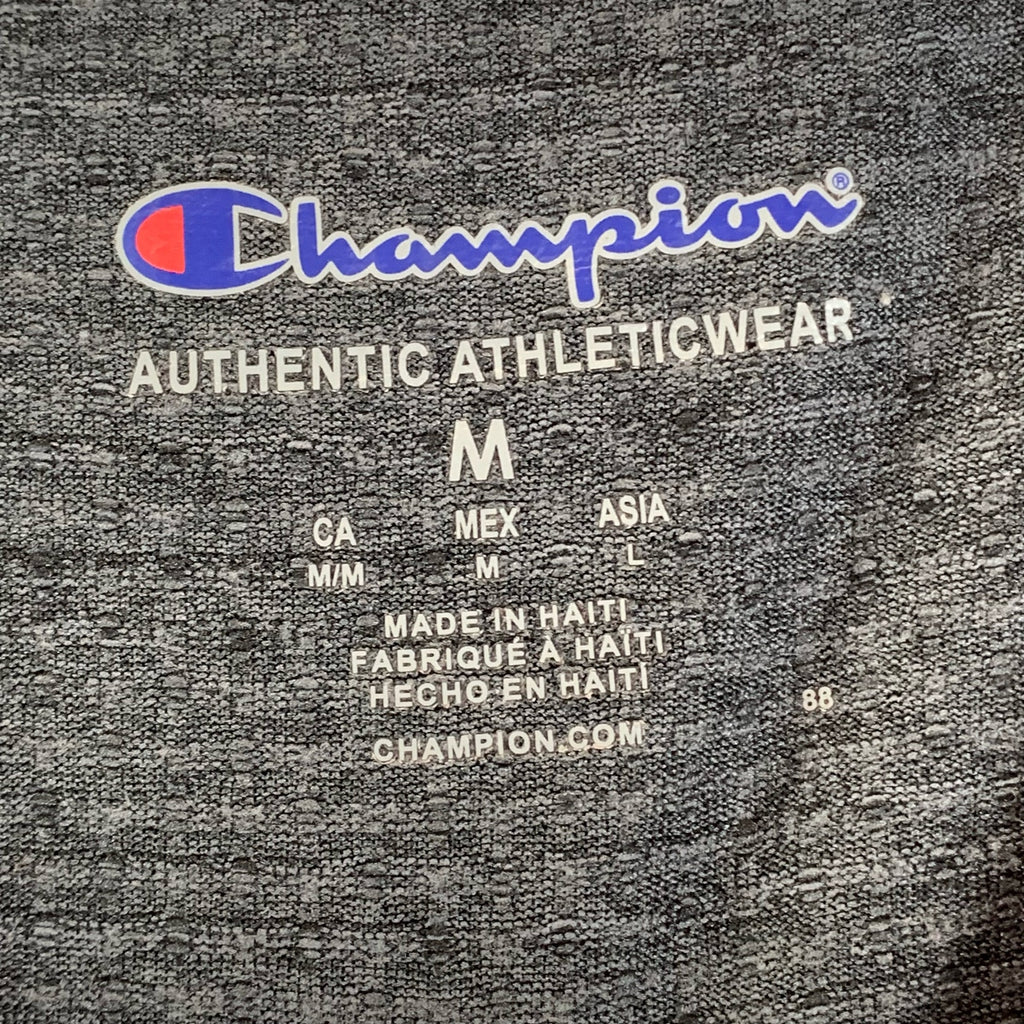 Champion®
AUTHENTIC ATHLETICWEAR
M
CA MEX ASIA
M/M M L
MADE IN HAITI
FABRIQUÉ À HAÏTI
HECHO EN HAITÍ
88
CHAMPION.COM